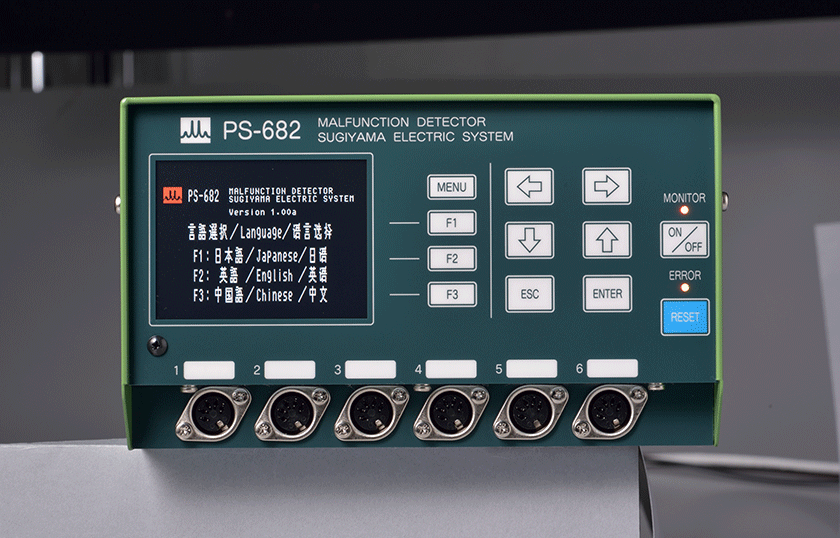 PS-682
MALFUNCTION DETECTOR
SUGIYAMA ELECTRIC SYSTEM
PS-682
MALFUNCTION DETECTOR
SUGIYAMA ELECTRIC SYSTEM
Version 1.00a
言語選択/Language/语言选择
F1:日本語/Japanese/日语
F2: 英語 /English /英语
F3:中国語/Chinese /中文
MENU
F1
F2
F3
ESC
ENTER
MONITOR
ON/OFF
ERROR
RESET
1
2
3
4
5
6